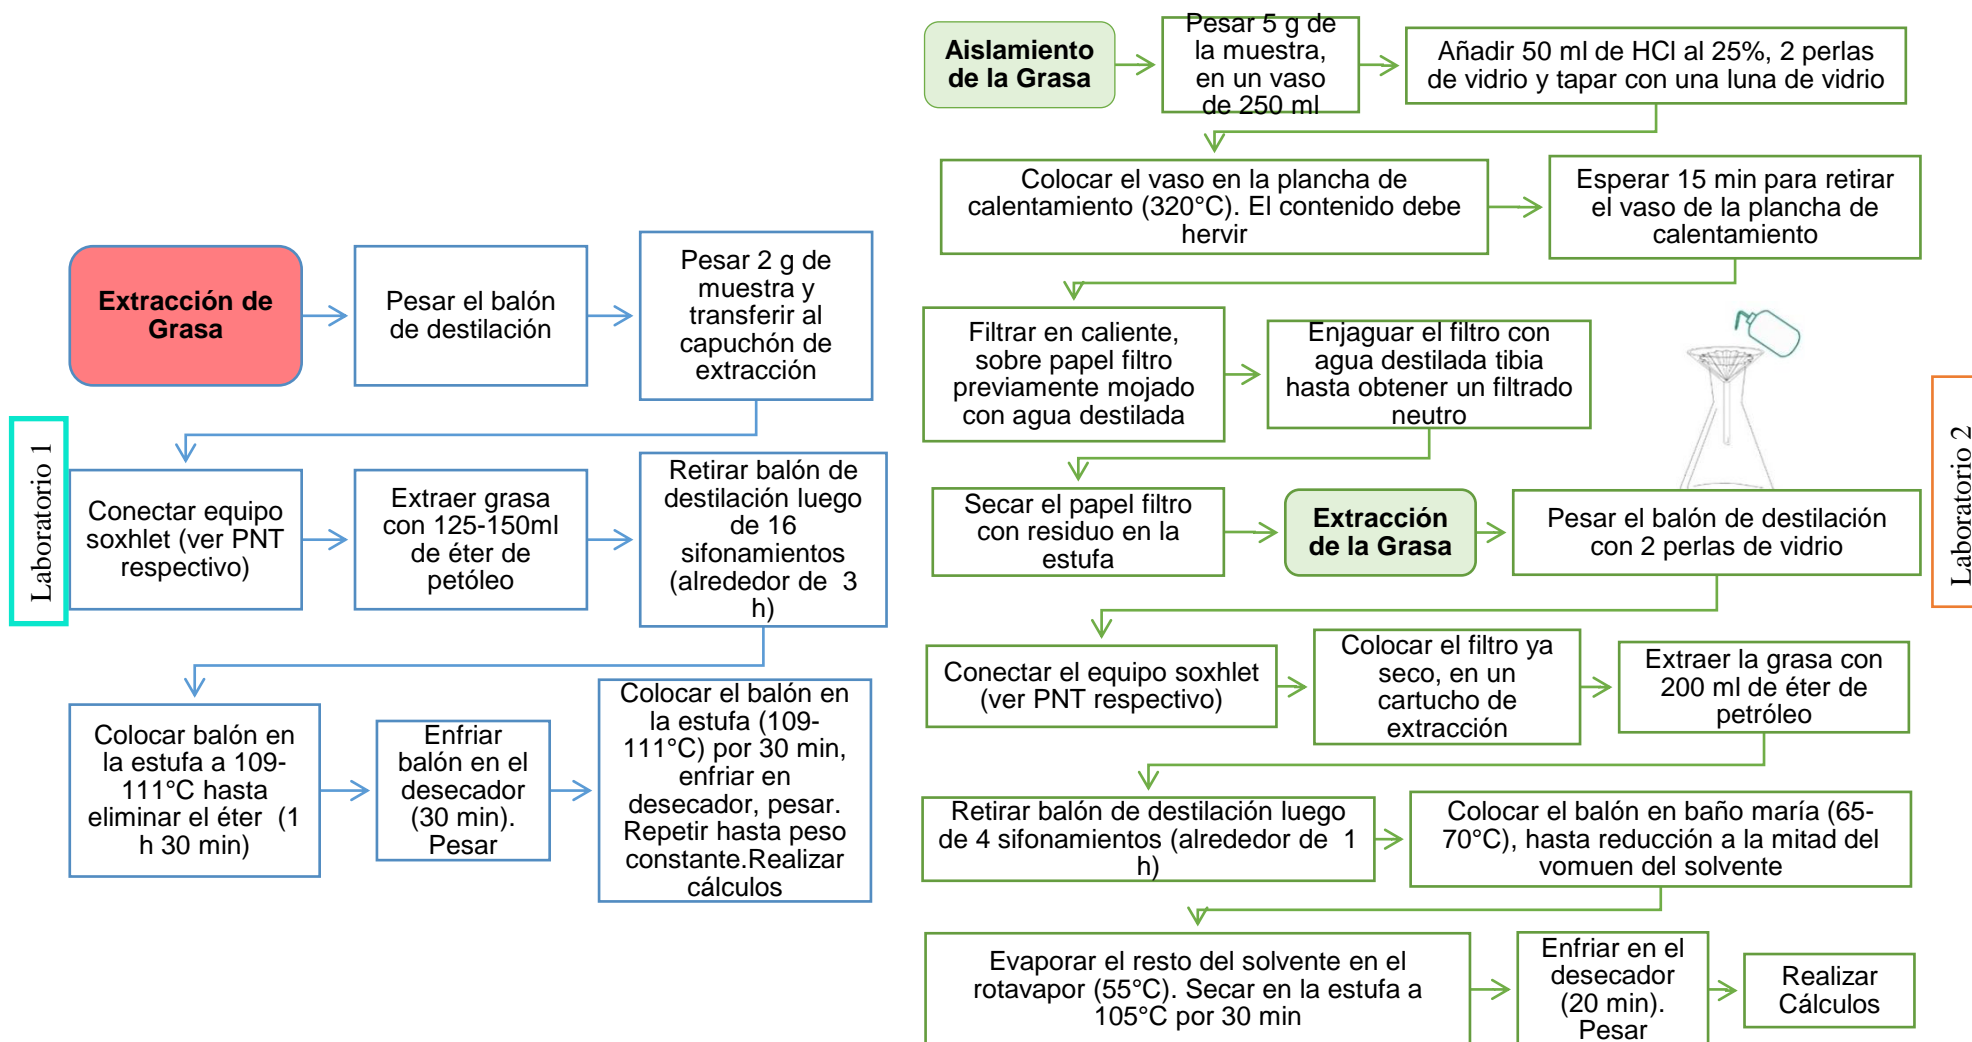 Laboratorio 1
Extracción de
Grasa
Pesar el balón
de destilación
Pesar 2 g de
muestra y
transferir al
capuchón de
extracción
Conectar equipo
soxhlet (ver PNT
respectivo)
Extraer grasa
con 125-150ml
de éter de
petóleo
Retirar balón de
destilación luego
de 16
sifonamientos
(alrededor de  3
h)
Colocar balón en
la estufa a 109-
111°C hasta
eliminar el éter  (1
h 30 min)
Enfriar
balón en el
desecador
(30 min).
Pesar
Colocar el balón en
la estufa (109-
111°C) por 30 min,
enfriar en
desecador, pesar.
Repetir hasta peso
constante.Realizar
cálculos
Aislamiento
de la Grasa
Pesar 5 g de
la muestra,
en un vaso
de 250 ml
Añadir 50 ml de HCl al 25%, 2 perlas
de vidrio y tapar con una luna de vidrio
Colocar el vaso en la plancha de
calentamiento (320°C). El contenido debe
hervir
Esperar 15 min para retirar
el vaso de la plancha de
calentamiento
Filtrar en caliente,
sobre papel filtro
previamente mojado
con agua destilada
Enjaguar el filtro con
agua destilada tibia
hasta obtener un filtrado
neutro
Secar el papel filtro
con residuo en la
estufa
Extracción
de la Grasa
Pesar el balón de destilación
con 2 perlas de vidrio
Conectar el equipo soxhlet
(ver PNT respectivo)
Colocar el filtro ya
seco, en un
cartucho de
extracción
Extraer la grasa con
200 ml de éter de
petróleo
Retirar balón de destilación luego
de 4 sifonamientos (alrededor de  1
h)
Colocar el balón en baño maría (65-
70°C), hasta reducción a la mitad del
vomuen del solvente
Evaporar el resto del solvente en el
rotavapor (55°C). Secar en la estufa a
105°C por 30 min
Enfriar en el
desecador
(20 min).
Pesar
Realizar
Cálculos
Laboratorio 2